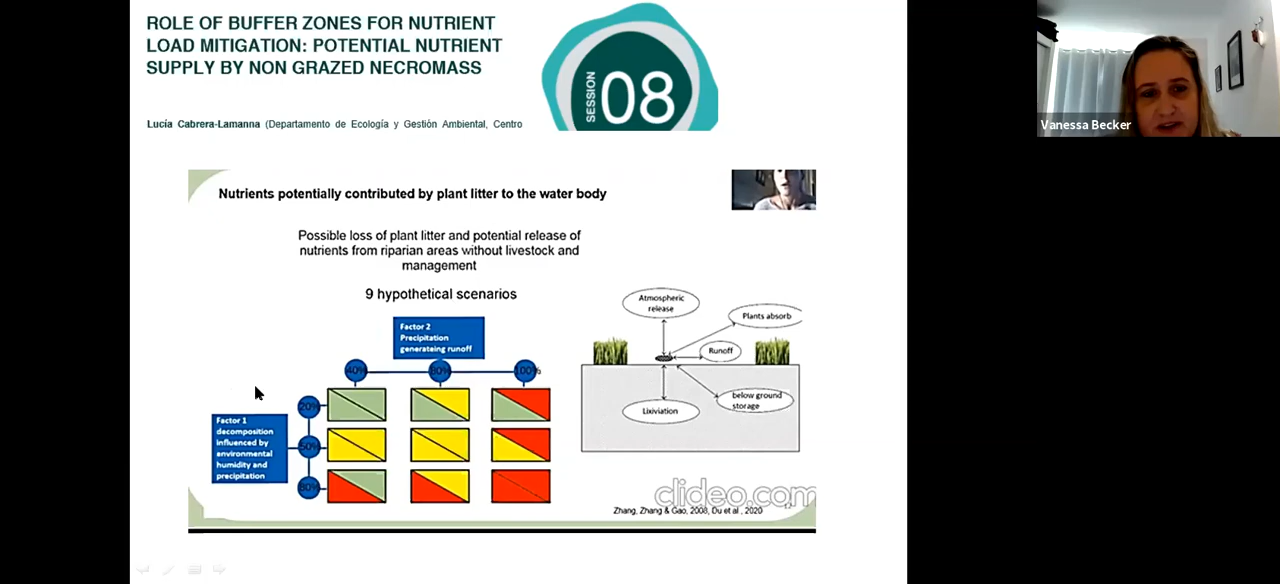 ROLE OF BUFFER ZONES FOR NUTRIENT
LOAD MITIGATION: POTENTIAL NUTRIENT
SUPPLY BY NON GRAZED NECROMASS
SESSION 08
Lucía Cabrera-Lamanna (Departamento de Ecología y Gestión Ambiental, Centro
Vanessa Becker
Nutrients potentially contributed by plant litter to the water body
Possible loss of plant litter and potential release of
nutrients from riparian areas without livestock and
management
9 hypothetical scenarios
Factor 2
Precipitation
generateing runoff
40% 80% 100%
20%
50%
80%
Factor 1
decomposition
influenced by
environmental
humidity and
precipitation
Atmospheric
release
Plants absorb
Runoff
below ground
storage
Lixiviation
clideo.com
Zhang, Zhang & Gao, 2008, Du et al., 2020